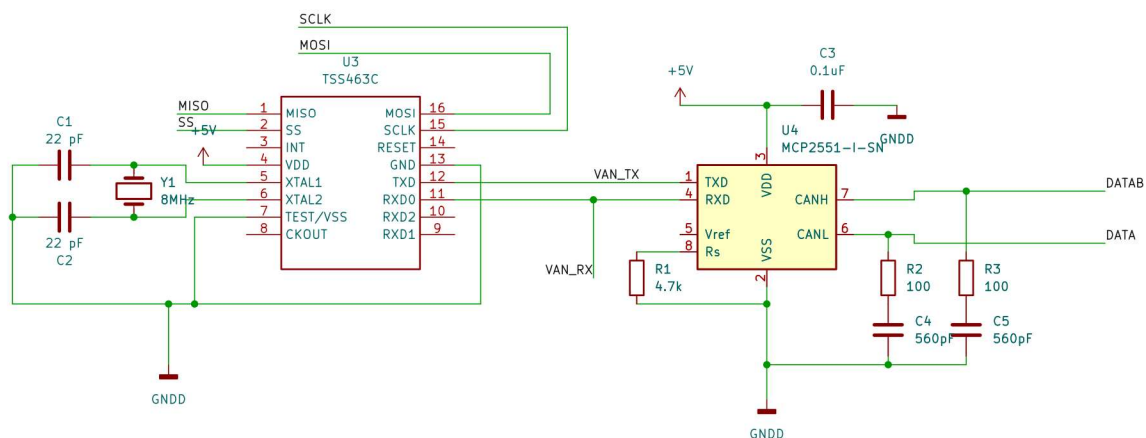 SCLK
MOSI
U3
TSS463C
MISO
SS
+5V
1 MISO
2 SS
3 INT
4 VDD
5 XTAL1
6 XTAL2
7 TEST/VSS
8 CKOUT
MOSI 16
SCLK 15
RESET 14
GND 13
TXD 12
RXD0 11
RXD2 10
RXD1 9
C1
22 pF
Y1
8MHz
22 pF
C2
GNDD
VAN_TX
VAN_RX
+5V
C3
0.1uF
GNDD
U4
MCP2551-I-SN
1 TXD
4 RXD
5 Vref
8 Rs
3 VDD
2 VSS
CANH 7
CANL 6
R1
4.7k
DATAB
DATA
R2
100
R3
100
C4
560pF
C5
560pF
GNDD